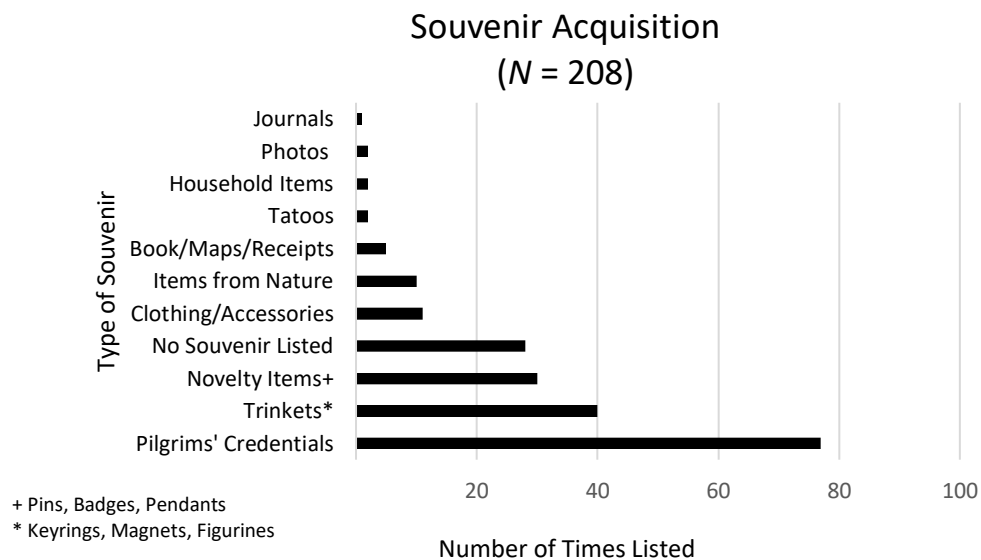 Souvenir Acquisition
(N = 208)
Type of Souvenir
Journals
Photos
Household Items
Tatoos
Book/Maps/Receipts
Items from Nature
Clothing/Accessories
No Souvenir Listed
Novelty Items+
Trinkets*
Pilgrims' Credentials
20 40 60 80 100
+ Pins, Badges, Pendants
* Keyrings, Magnets, Figurines
Number of Times Listed